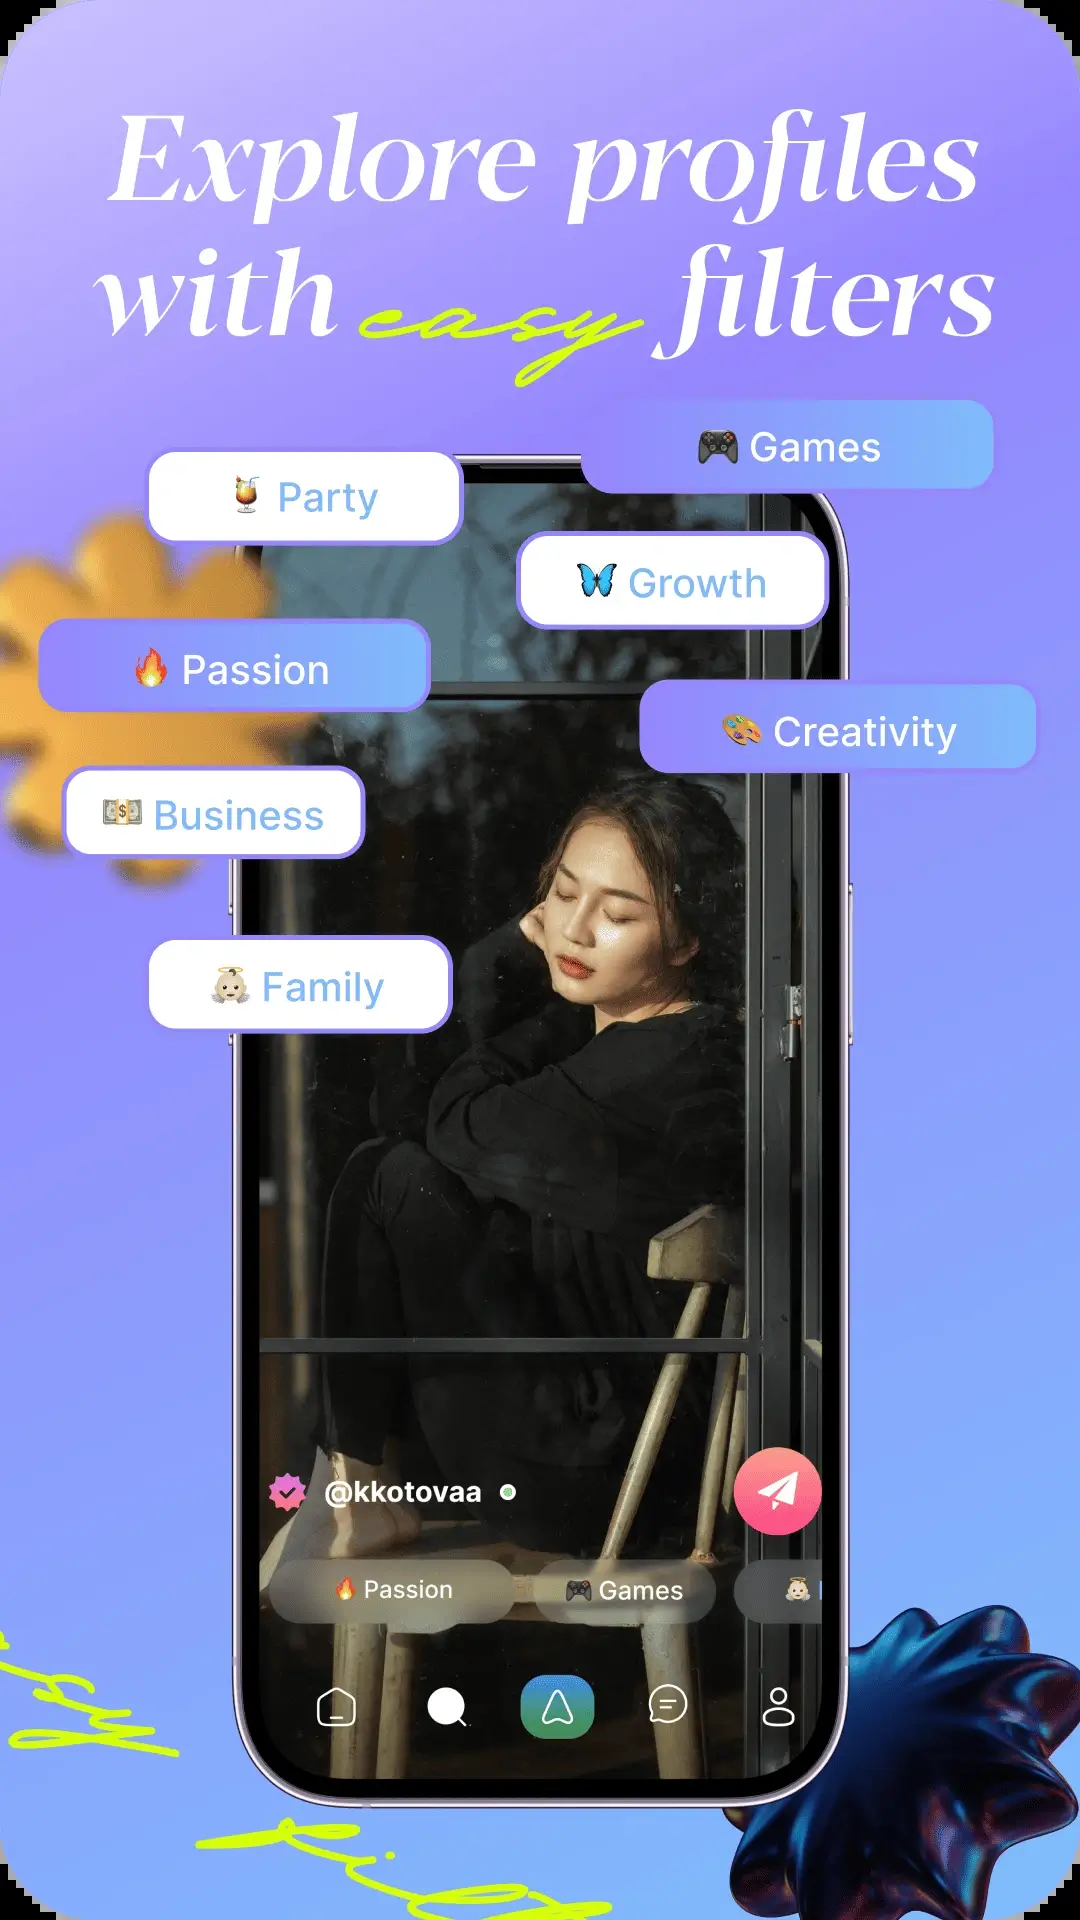 Explore profiles
with easy filters
🎮 Games
🍹 Party
🦋 Growth
🔥 Passion
🎨 Creativity
💵 Business
👼 Family
@kkotovaa
🔥 Passion
🎮 Games